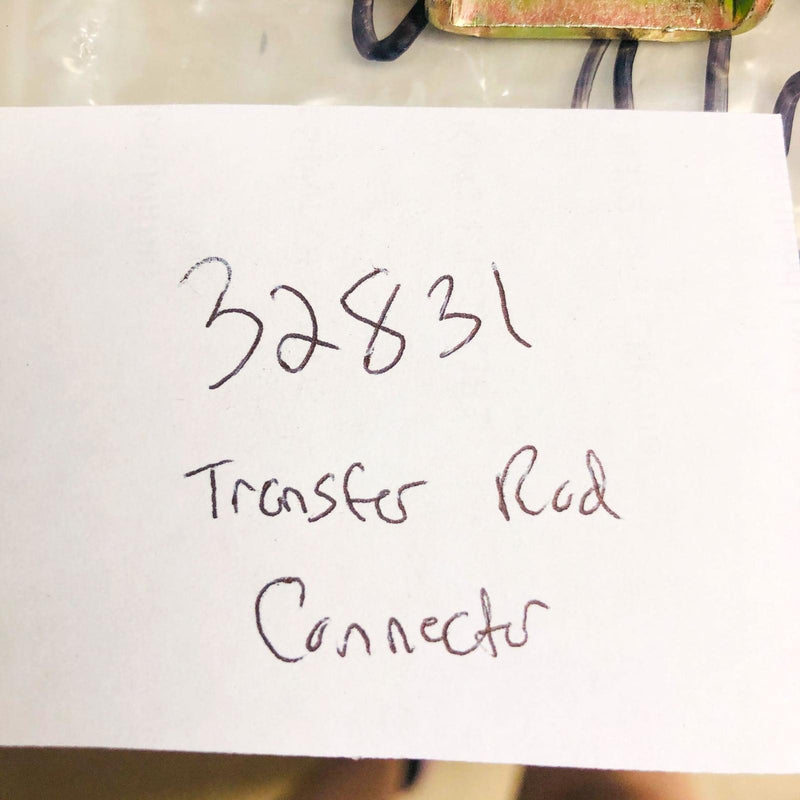 32831
Transfer Rod
Connector